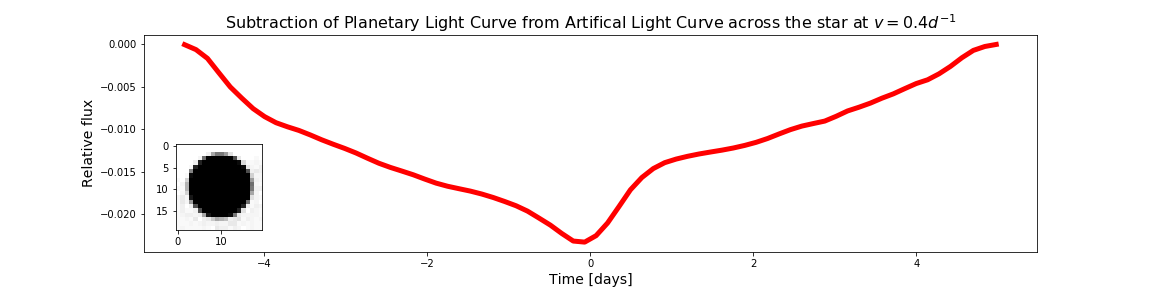 Subtraction of Planetary Light Curve from Artifical Light Curve across the star at v = 0.4d⁻¹
0.000
−0.005
−0.010
−0.015
−0.020
Relative flux
0
5
10
15
0 10
−4 −2 0 2 4
Time [days]